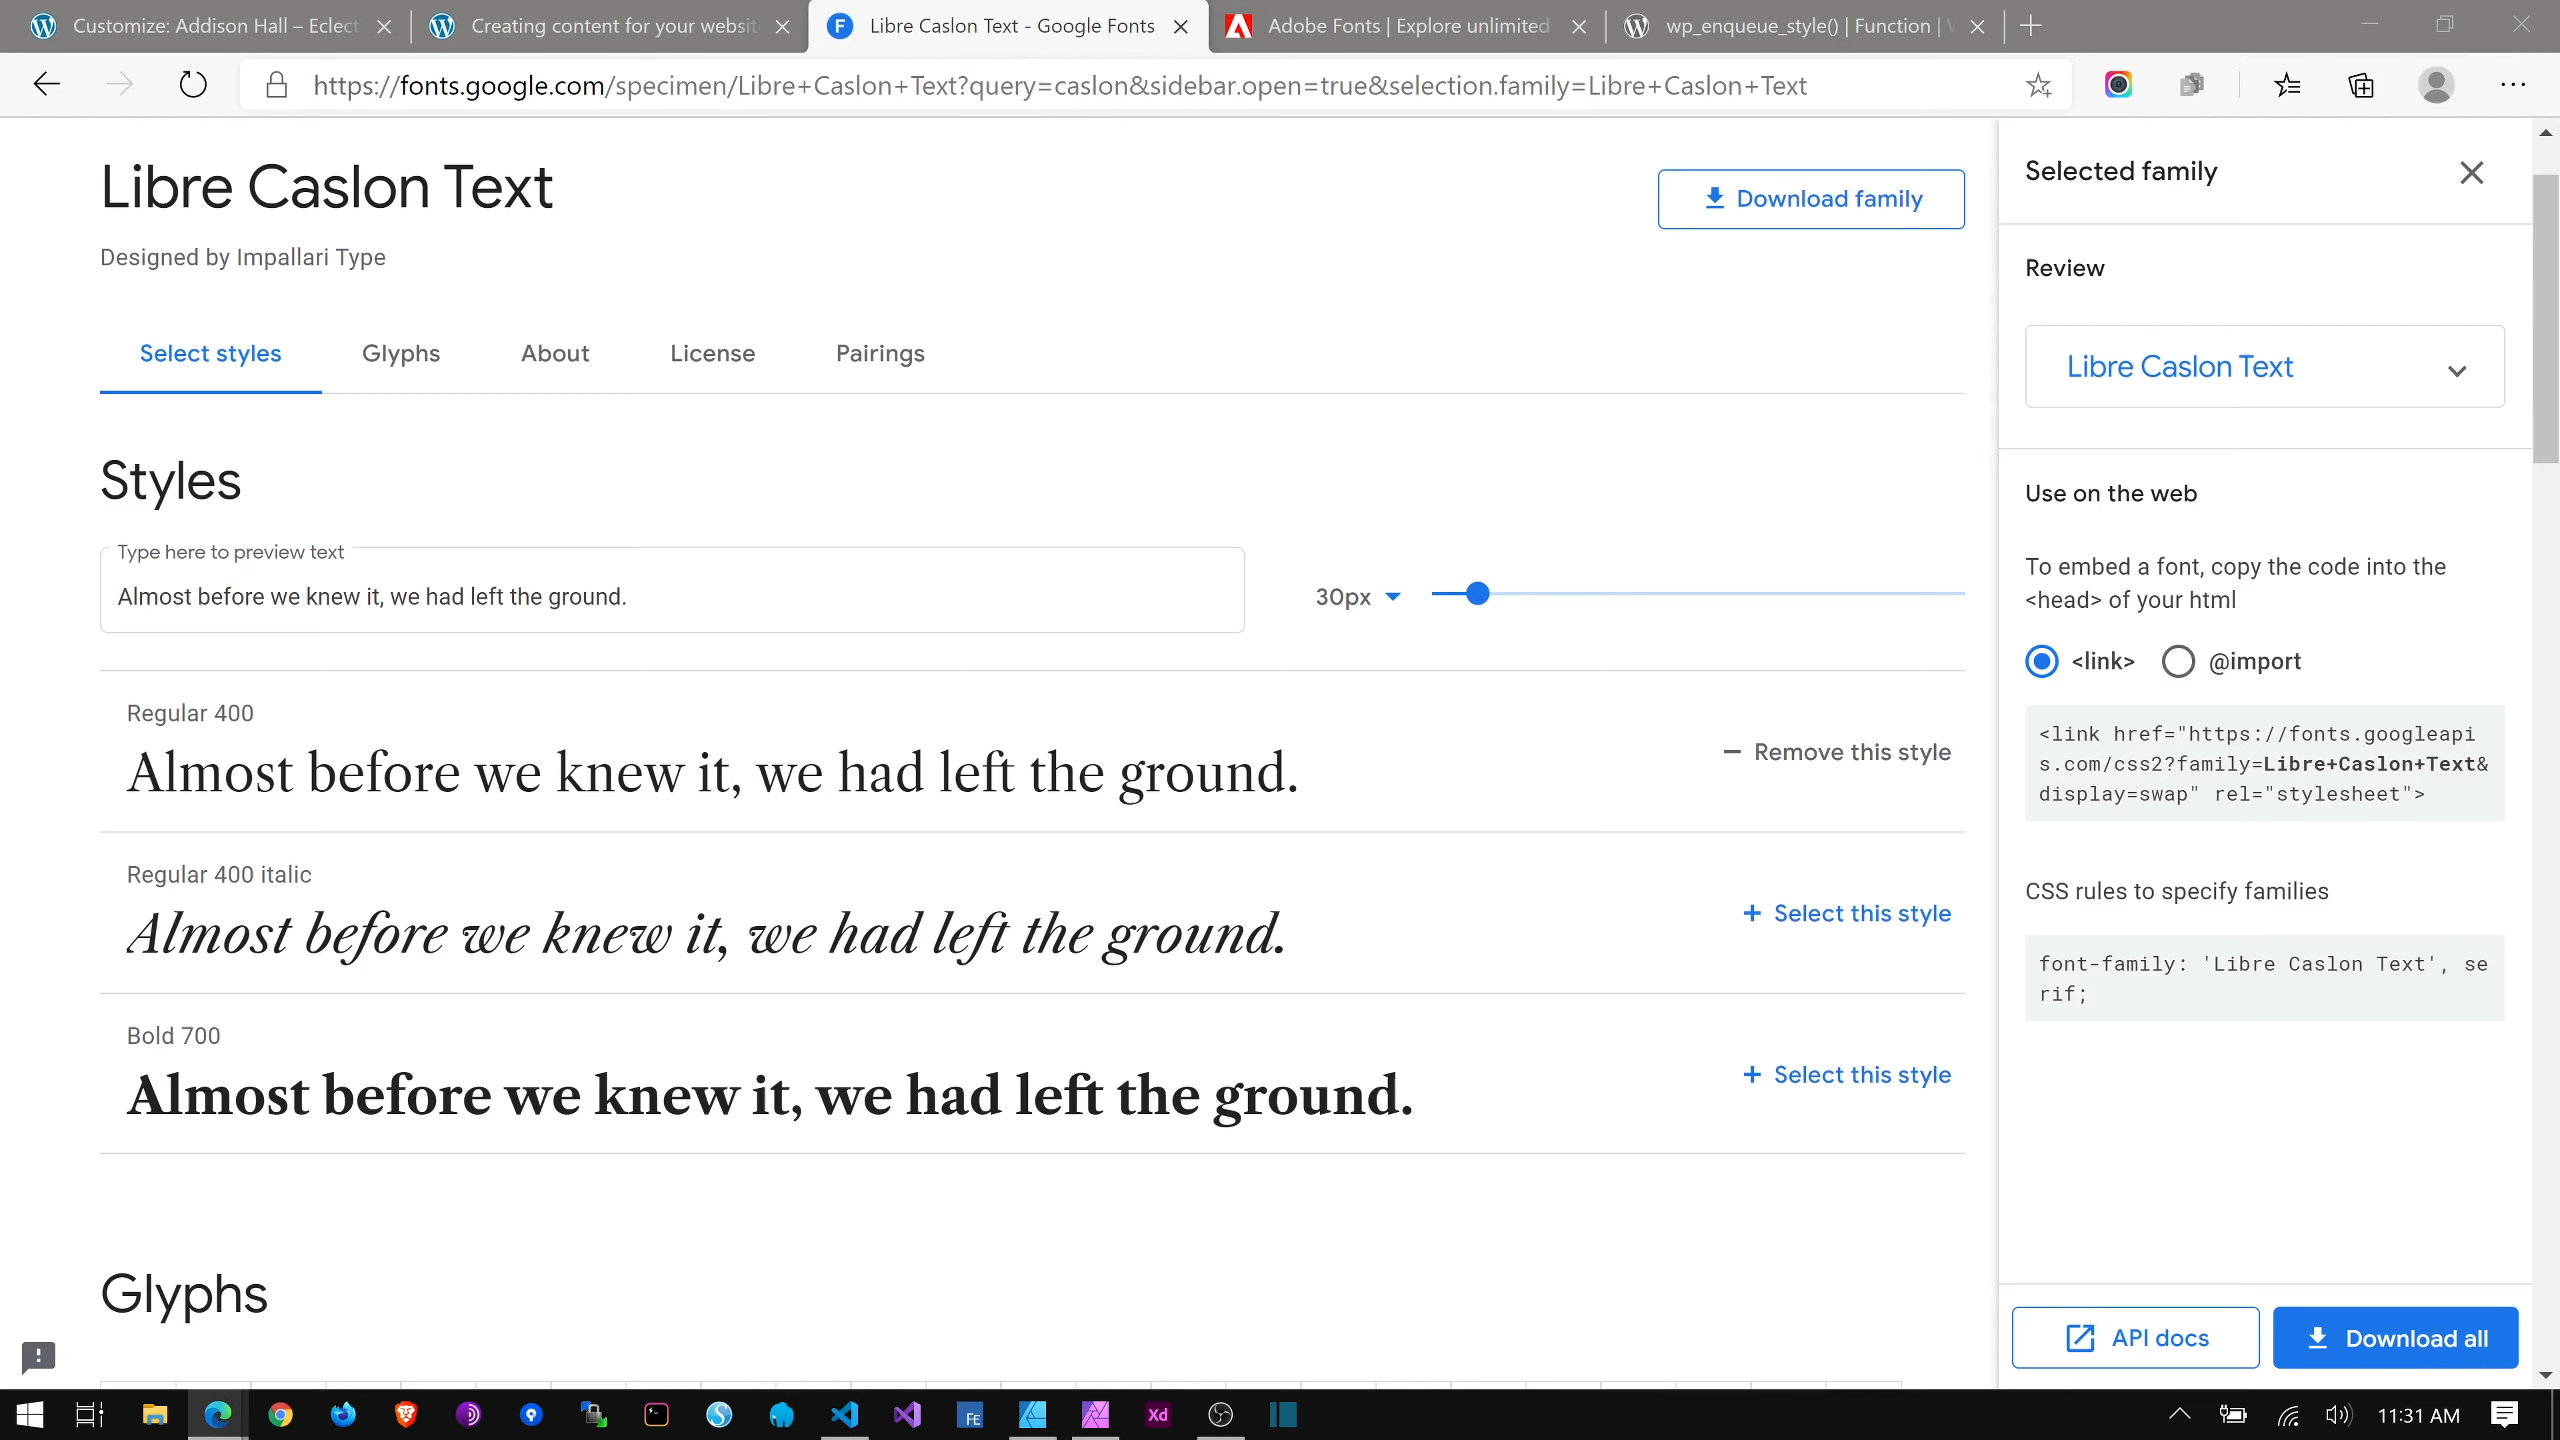 Customize: Addison Hall – Eclect
Creating content for your websit
Libre Caslon Text - Google Fonts
Adobe Fonts | Explore unlimited
wp_enqueue_style() | Function |
https://fonts.google.com/specimen/Libre+Caslon+Text?query=caslon&sidebar.open=true&selection.family=Libre+Caslon+Text
Libre Caslon Text
Download family
Designed by Impallari Type
Select styles
Glyphs
About
License
Pairings
Styles
Type here to preview text
Almost before we knew it, we had left the ground.
30px
Regular 400
Almost before we knew it, we had left the ground.
Remove this style
Regular 400 italic
Almost before we knew it, we had left the ground.
Select this style
Bold 700
Almost before we knew it, we had left the ground.
Select this style
Glyphs
Selected family
Review
Libre Caslon Text
Use on the web
To embed a font, copy the code into the
<head> of your html
<link>
@import
<link href="https://fonts.googleapi
s.com/css2?family=Libre+Caslon+Text&
display=swap" rel="stylesheet">
CSS rules to specify families
font-family: 'Libre Caslon Text', se
rif;
API docs
Download all
FE
Xd
11:31 AM